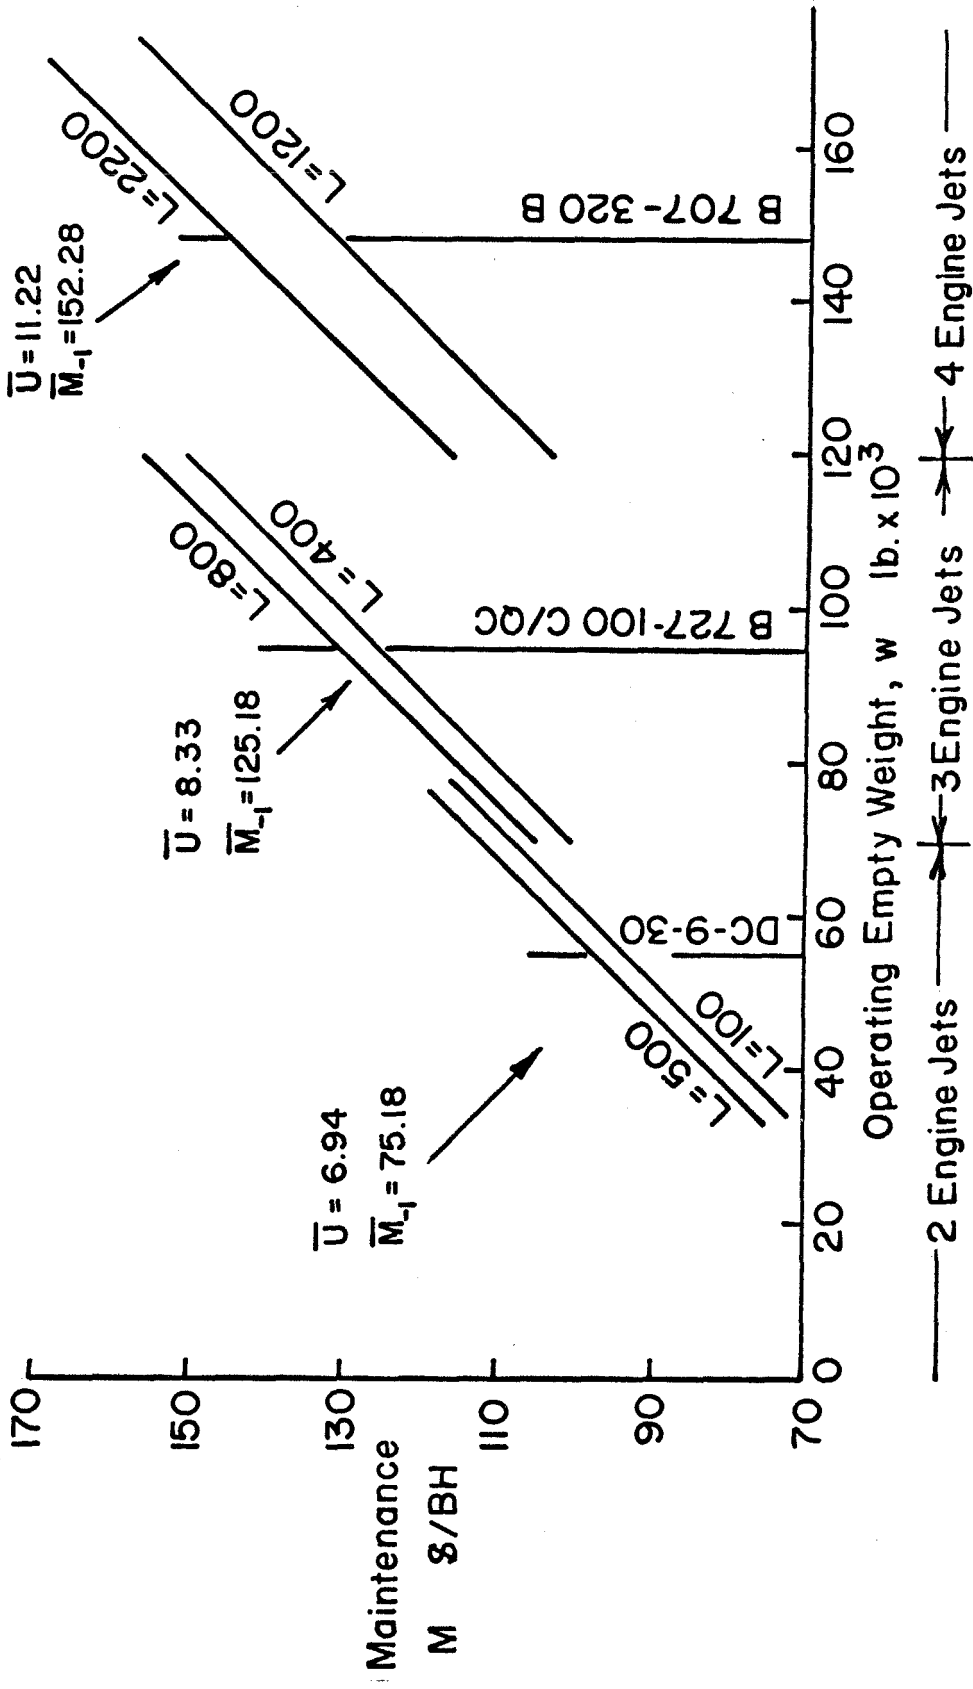 170
150
130
110
90
70
Maintenance
M $/BH
U̅ = 6.94
M̅₋₁ = 75.18
U̅ = 8.33
M̅₋₁ = 125.18
U̅ = 11.22
M̅₋₁ = 152.28
L=500
L=100
L=800
L=400
L=2200
L=1200
DC-9-30
B 727-100 C/QC
B 707-320 B
0 20 40 60 80 100 120 140 160
Operating Empty Weight, w lb. x 10³
2 Engine Jets 3 Engine Jets 4 Engine Jets